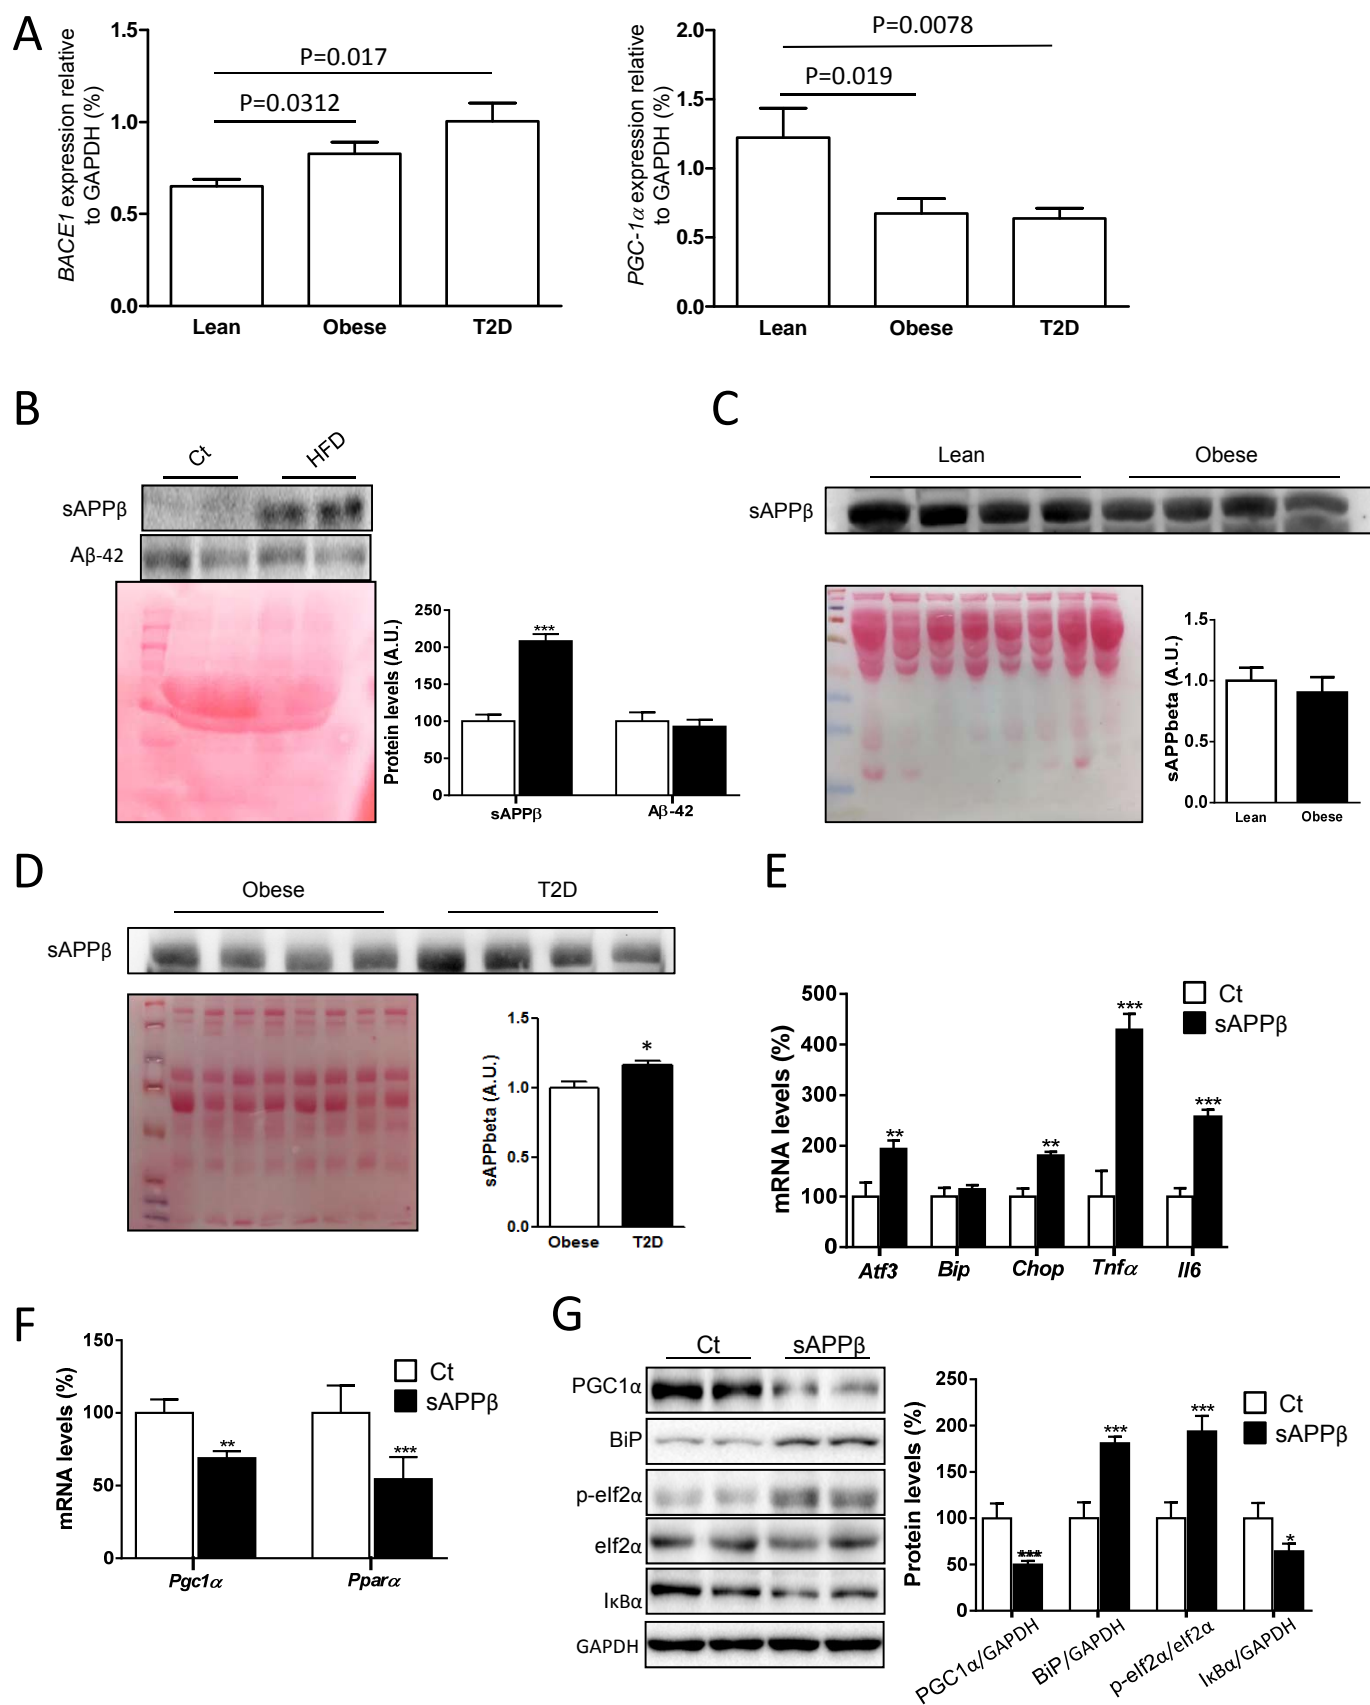 A
BACE1 expression relative
to GAPDH (%)
1.5
1.0
0.5
0.0
P=0.017
P=0.0312
Lean
Obese
T2D
PGC-1α expression relative
to GAPDH (%)
2.0
1.5
1.0
0.5
0.0
P=0.0078
P=0.019
Lean
Obese
T2D
B
Ct
HFD
sAPPβ
Aβ-42
Protein levels (A.U.)
250
200
150
100
50
0
***
sAPPβ
Aβ-42
C
Lean
Obese
sAPPβ
sAPPbeta (A.U.)
1.5
1.0
0.5
0.0
Lean
Obese
D
Obese
T2D
sAPPβ
sAPPbeta (A.U.)
1.5
1.0
0.5
0.0
*
Obese
T2D
E
mRNA levels (%)
500
400
300
200
100
0
Ct
sAPPβ
**
**
***
***
Atf3
Bip
Chop
Tnfα
Il6
F
mRNA levels (%)
150
100
50
0
Ct
sAPPβ
**
***
Pgc1α
Pparα
G
Ct
sAPPβ
PGC1α
BiP
p-eIf2α
eIf2α
IκBα
GAPDH
Protein levels (%)
250
200
150
100
50
0
Ct
sAPPβ
***
***
***
*
PGC1α/GAPDH
BiP/GAPDH
p-eIf2α/eIf2α
IκBα/GAPDH